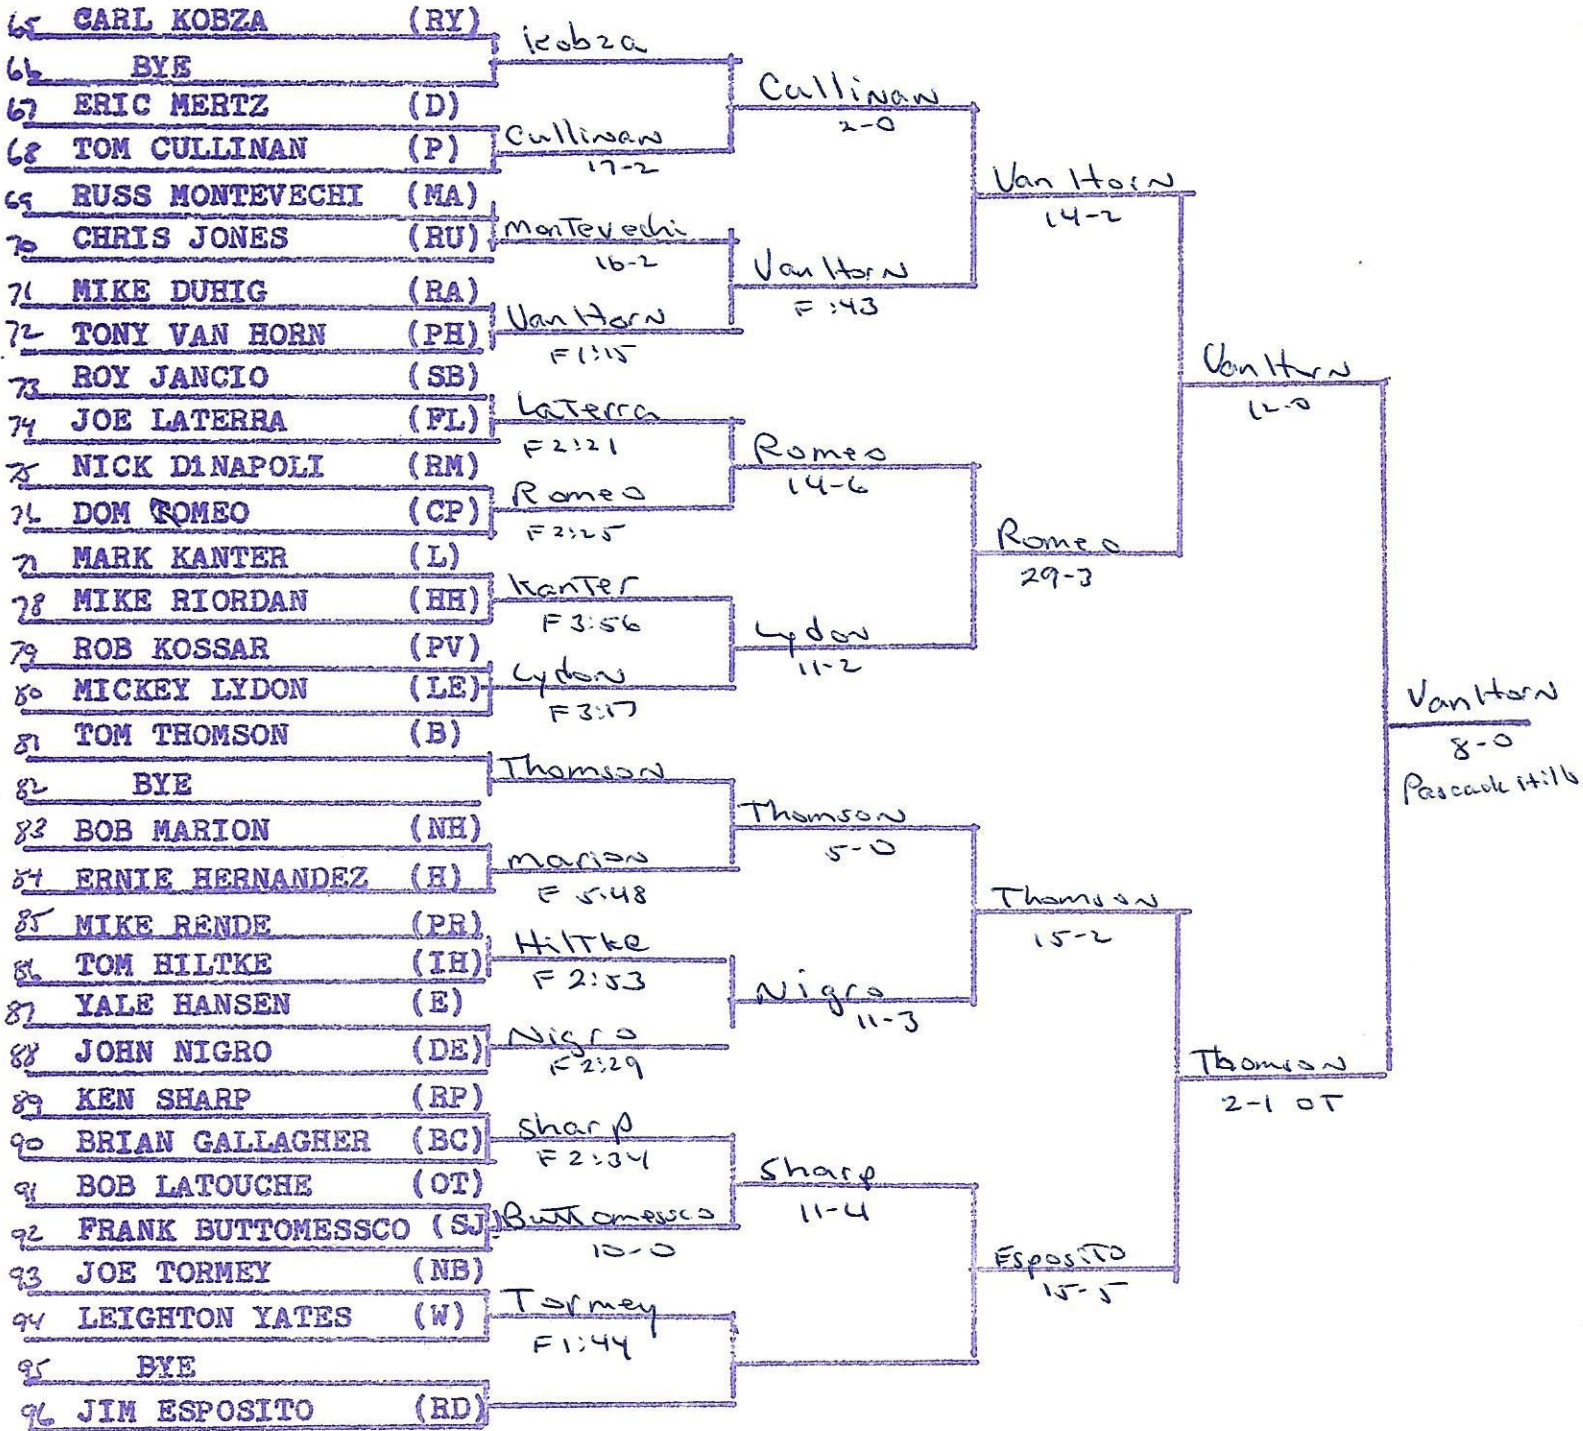 65 CARL KOBZA (RY)
66 BYE
67 ERIC MERTZ (D)
68 TOM CULLINAN (P)
69 RUSS MONTEVECHI (MA)
70 CHRIS JONES (RU)
71 MIKE DUHIG (RA)
72 TONY VAN HORN (PH)
73 ROY JANCIO (SB)
74 JOE LATERRA (FL)
75 NICK DiNAPOLI (RM)
76 DOM ROMEO (CP)
77 MARK KANTER (L)
78 MIKE RIORDAN (HH)
79 ROB KOSSAR (PV)
80 MICKEY LYDON (LE)
81 TOM THOMSON (B)
82 BYE
83 BOB MARION (NH)
84 ERNIE HERNANDEZ (H)
85 MIKE RENDE (PR)
86 TOM HILTKE (IH)
87 YALE HANSEN (E)
88 JOHN NIGRO (DE)
89 KEN SHARP (RP)
90 BRIAN GALLAGHER (BC)
91 BOB LATOUCHE (OT)
92 FRANK BUTTOMESSCO (SJ)
93 JOE TORMEY (NB)
94 LEIGHTON YATES (W)
95 BYE
96 JIM ESPOSITO (RD)
Kobza
Cullinan
17-2
Montevechi
16-2
Van Horn
F 1:15
LaTerra
F 2:21
Romeo
F 2:25
Kanter
F 3:56
Lydon
F 3:17
Thomson
Marion
F 5:48
Hiltke
F 2:53
Nigro
F 2:29
Sharp
F 2:34
Buttomessco
10-0
Tormey
F 1:44
Cullinan
2-0
Van Horn
F :43
Romeo
14-6
Lydon
11-2
Thomson
5-0
Nigro
11-3
Sharp
11-4
Van Horn
14-2
Romeo
29-3
Thomson
15-2
Esposito
15-5
Van Horn
12-0
Thomson
2-1 OT
Van Horn
8-0
Pascack Hills